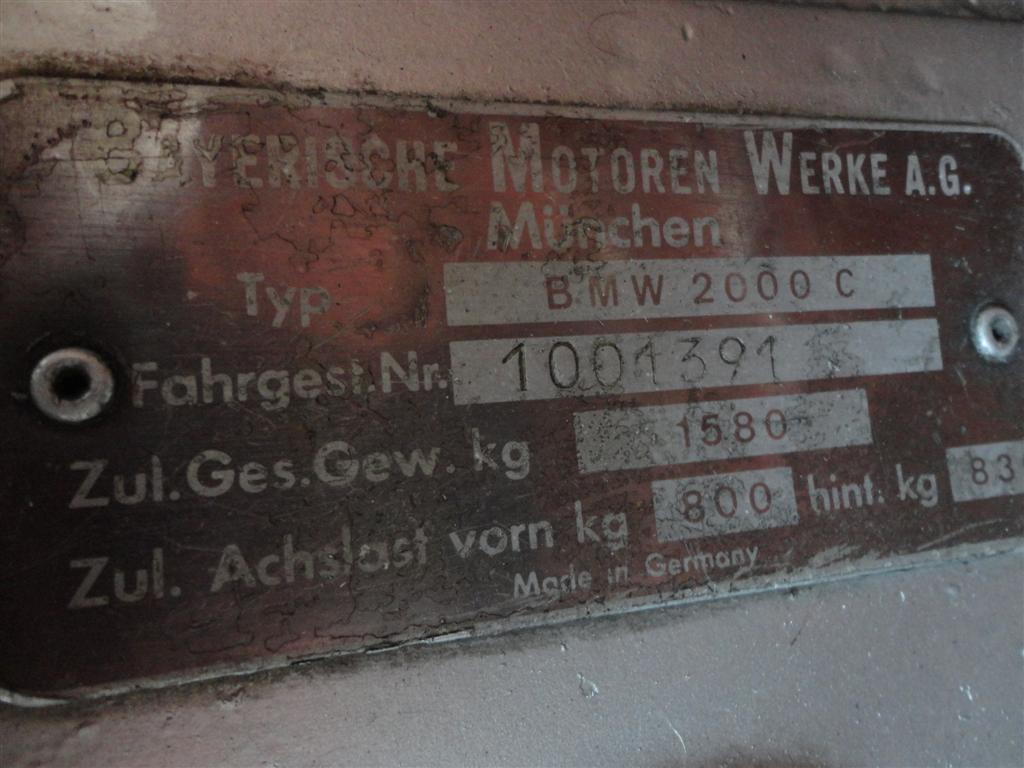 BAYERISCHE MOTOREN WERKE A.G.
München
Typ BMW 2000 C
Fahrgest.Nr. 1001391
Zul.Ges.Gew. kg 1580
Zul. Achslast vorn kg 800 hint. kg 83
Made in Germany